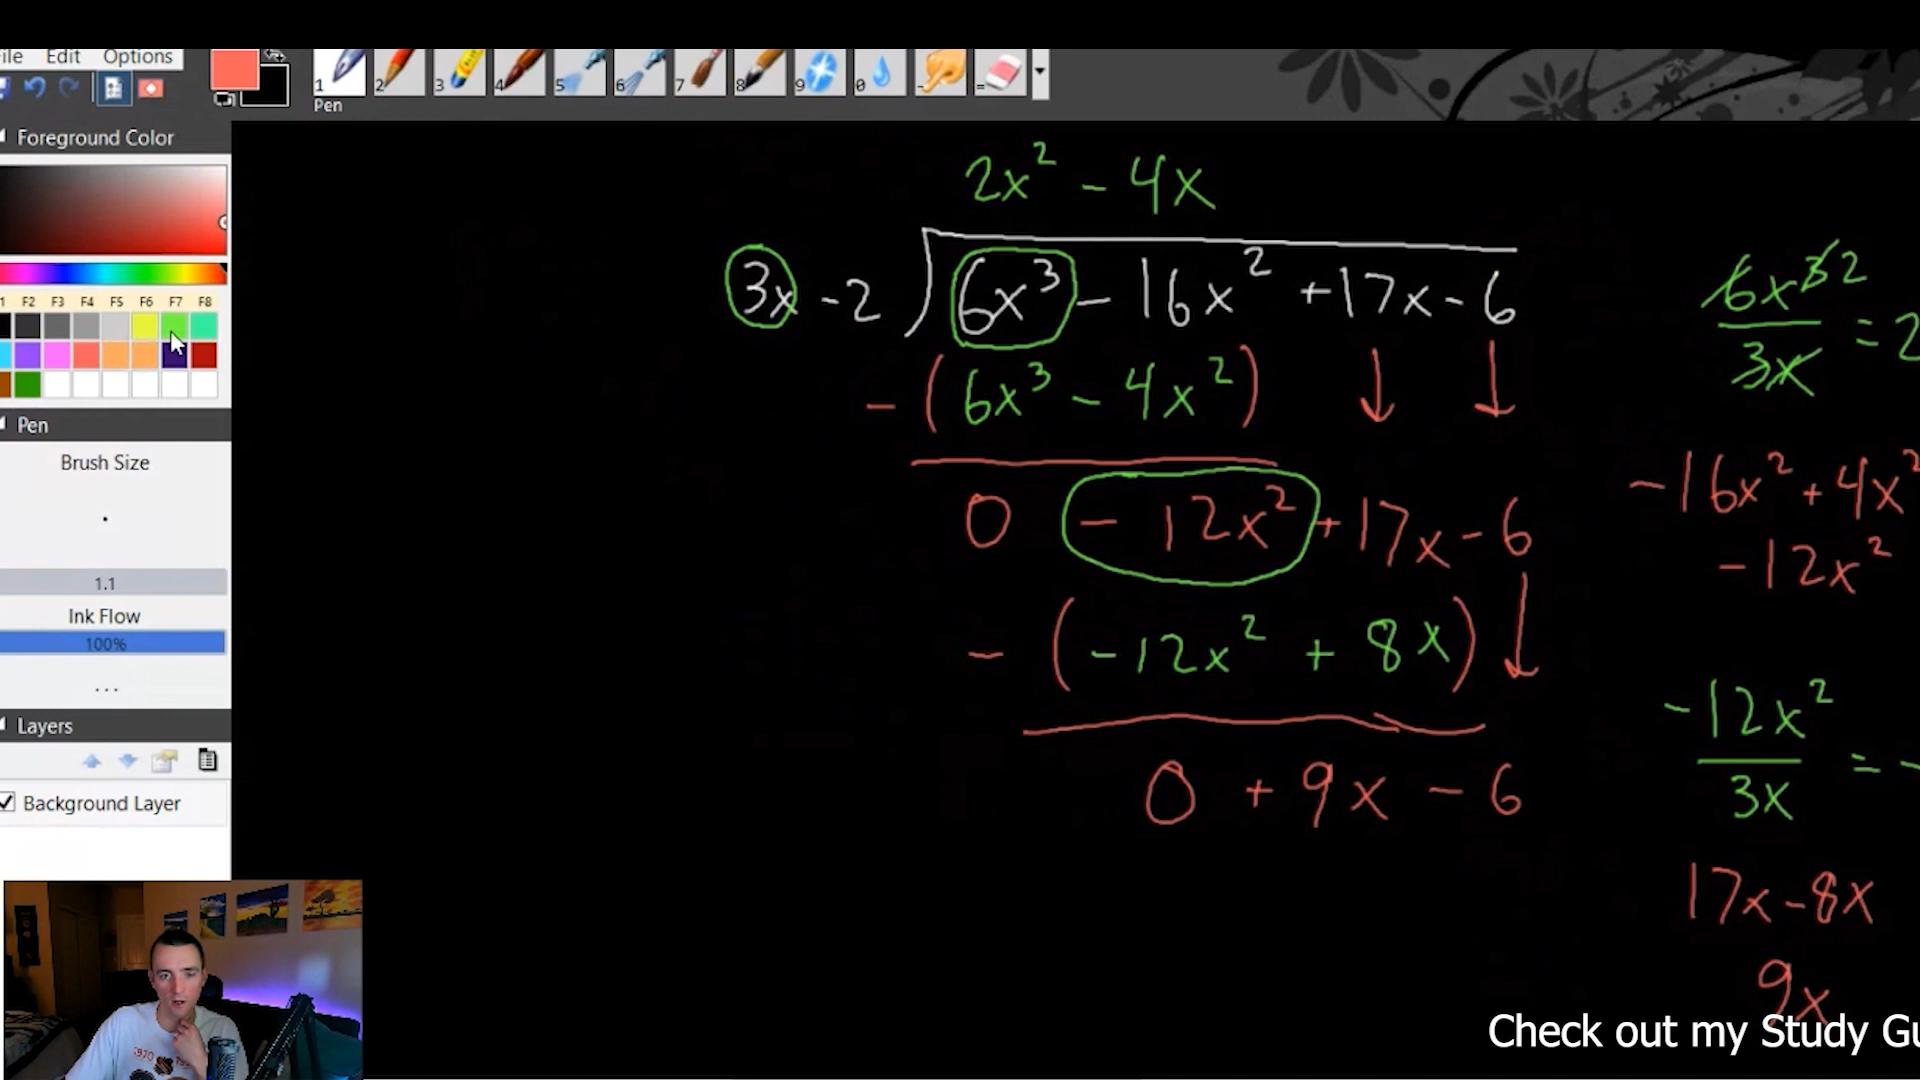 ile Edit Options
1 2 3 4 5 6 7 8 9 0 - =
Pen
Foreground Color
1 F2 F3 F4 F5 F6 F7 F8
Pen
Brush Size
1.1
Ink Flow
100%
...
Layers
Background Layer
2x² - 4x
3x - 2 ) 6x³ - 16x² + 17x - 6
- ( 6x³ - 4x² ) ↓ ↓
0 - 12x² + 17x - 6
- ( -12x² + 8x ) ↓
0 + 9x - 6
6x³ ²
3x
= 2
-16x² + 4x²
-12x²
-12x²
3x
= -
17x - 8x
9x
Check out my Study Gu